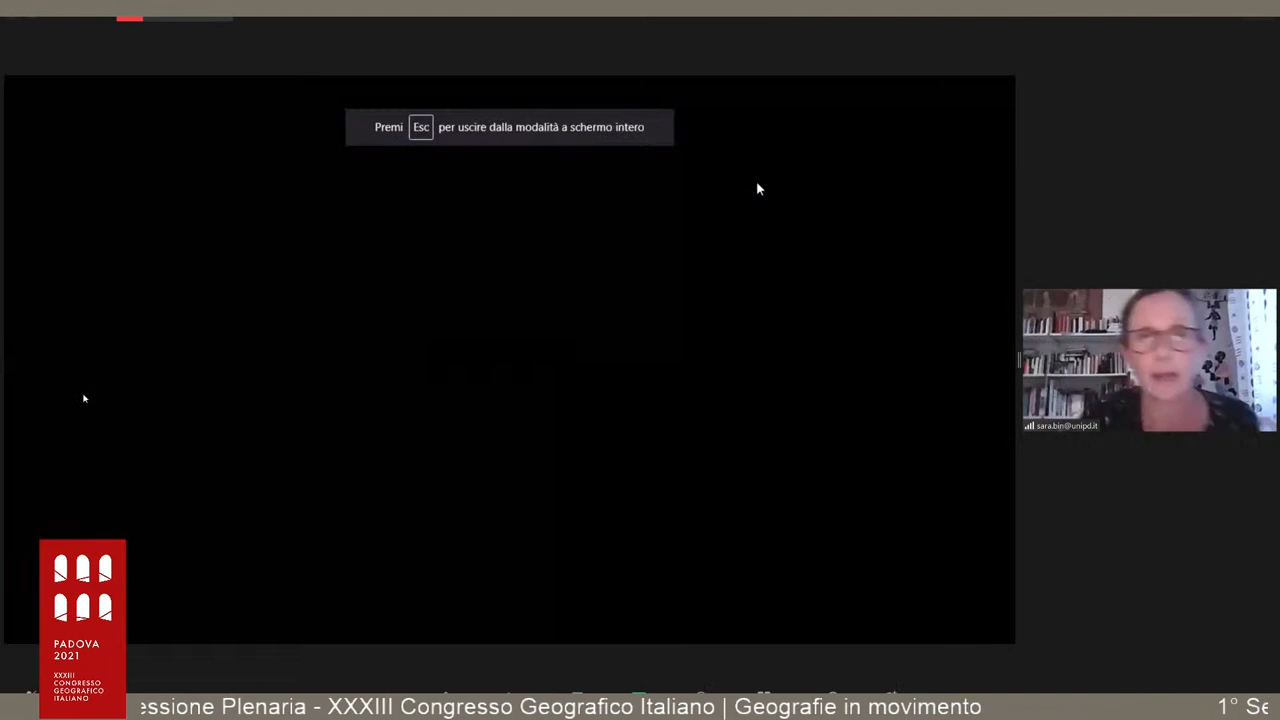 Premi Esc per uscire dalla modalità a schermo intero
sara.bin@unipd.it
PADOVA
2021
XXXIII
CONGRESSO
GEOGRAFICO
ITALIANO
essione Plenaria - XXXIII Congresso Geografico Italiano | Geografie in movimento 1° Se